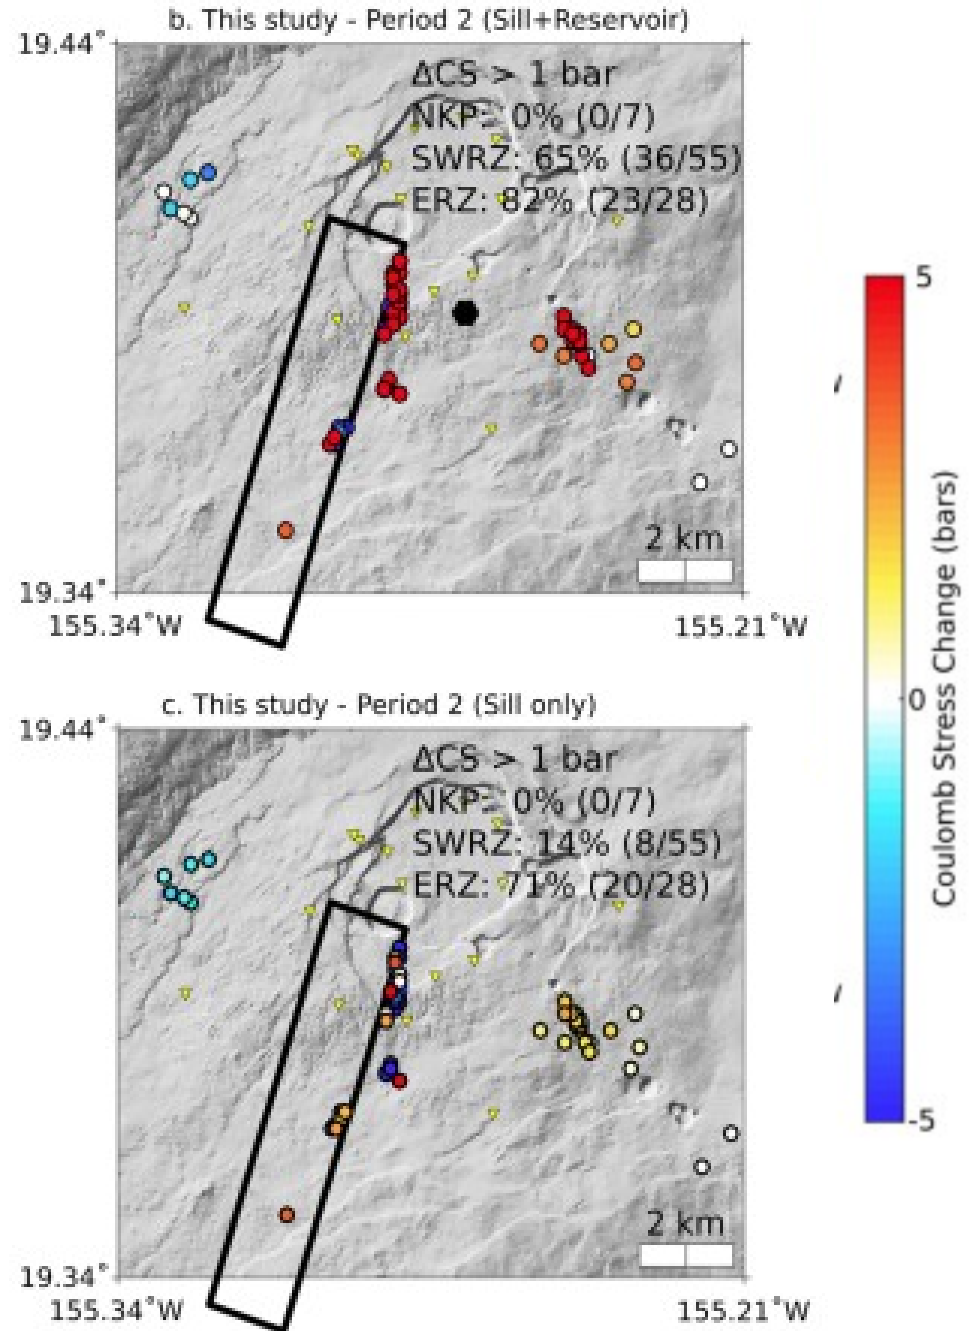 b. This study - Period 2 (Sill+Reservoir)
19.44°
ΔCS > 1 bar
NKP: 0% (0/7)
SWRZ: 65% (36/55)
ERZ: 82% (23/28)
2 km
19.34°
155.34°W
155.21°W
c. This study - Period 2 (Sill only)
19.44°
ΔCS > 1 bar
NKP: 0% (0/7)
SWRZ: 14% (8/55)
ERZ: 71% (20/28)
2 km
19.34°
155.34°W
155.21°W
5
0
-5
Coulomb Stress Change (bars)